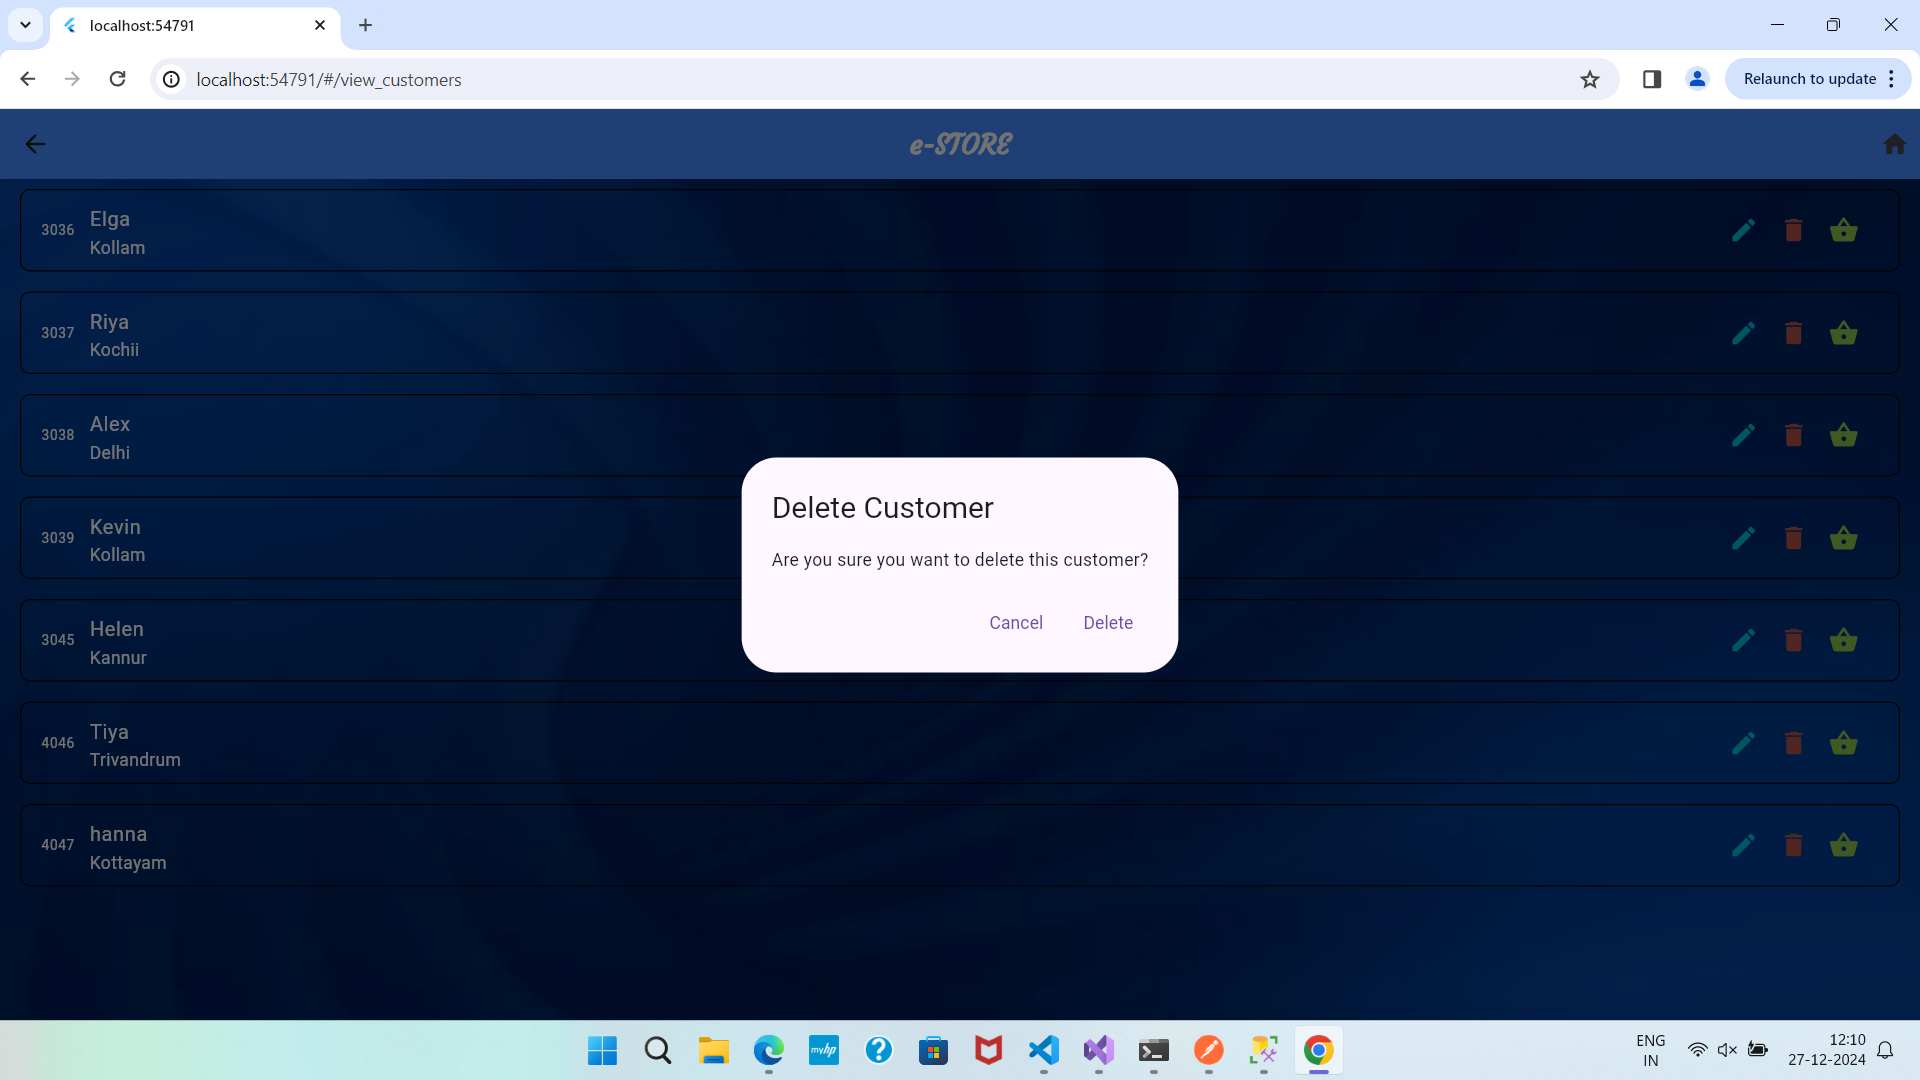 localhost:54791
localhost:54791/#/view_customers
Relaunch to update
e-STORE
3036
Elga
Kollam
3037
Riya
Kochii
3038
Alex
Delhi
3039
Kevin
Kollam
3045
Helen
Kannur
4046
Tiya
Trivandrum
4047
hanna
Kottayam
Delete Customer
Are you sure you want to delete this customer?
Cancel Delete
myhp
ENG
IN
12:10
27-12-2024